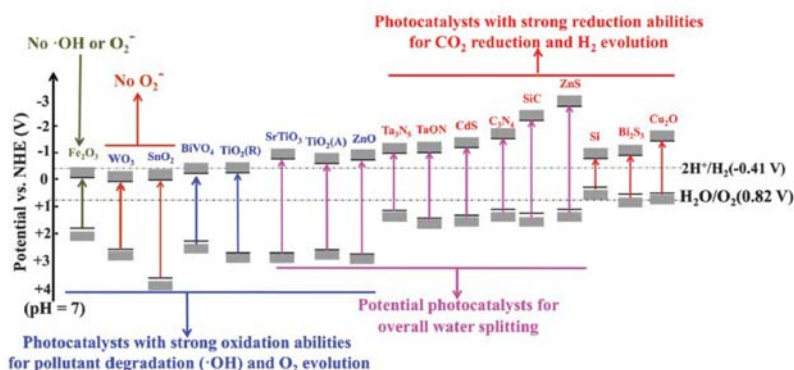 No ·OH or O₂⁻
No O₂⁻
Photocatalysts with strong reduction abilities
for CO₂ reduction and H₂ evolution
Potential vs. NHE (V)
-3
-2
-1
0
+1
+2
+3
+4
(pH = 7)
Fe₂O₃
WO₃
SnO₂
BiVO₄
TiO₂(R)
SrTiO₃
TiO₂(A)
ZnO
Ta₃N₅
TaON
CdS
C₃N₄
SiC
ZnS
Si
Bi₂S₃
Cu₂O
2H⁺/H₂(-0.41 V)
H₂O/O₂(0.82 V)
Potential photocatalysts for
overall water splitting
Photocatalysts with strong oxidation abilities
for pollutant degradation (·OH) and O₂ evolution